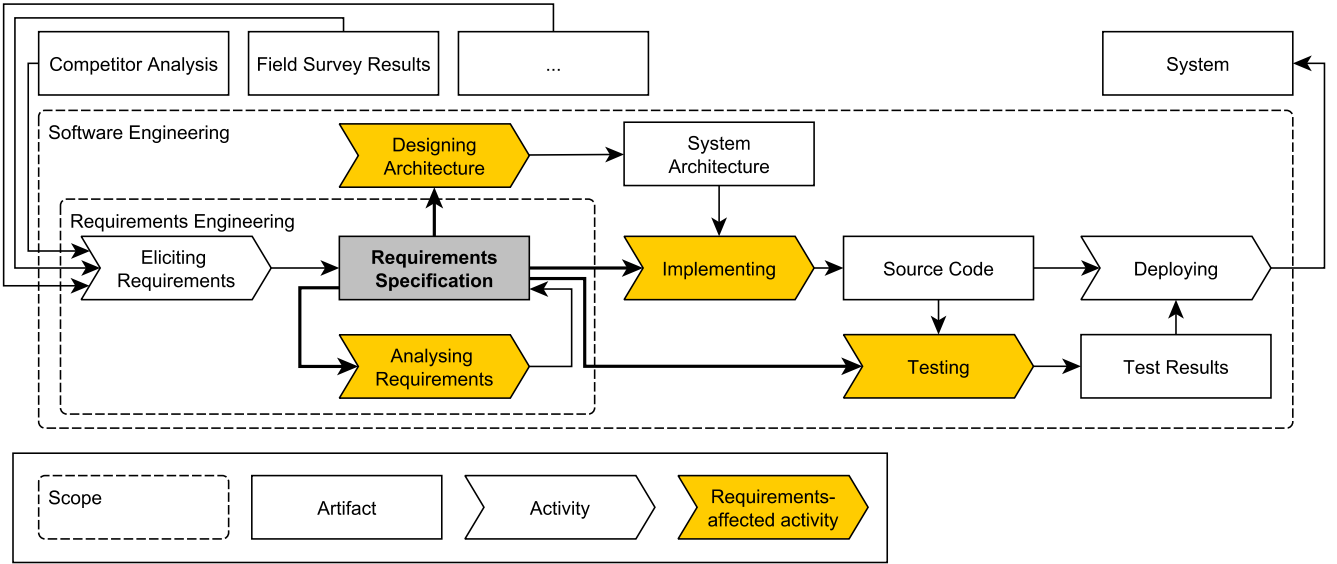 Competitor Analysis
Field Survey Results
...
System
Software Engineering
Designing
Architecture
System
Architecture
Requirements Engineering
Eliciting
Requirements
Requirements
Specification
Implementing
Source Code
Deploying
Analysing
Requirements
Testing
Test Results
Scope
Artifact
Activity
Requirements-
affected activity